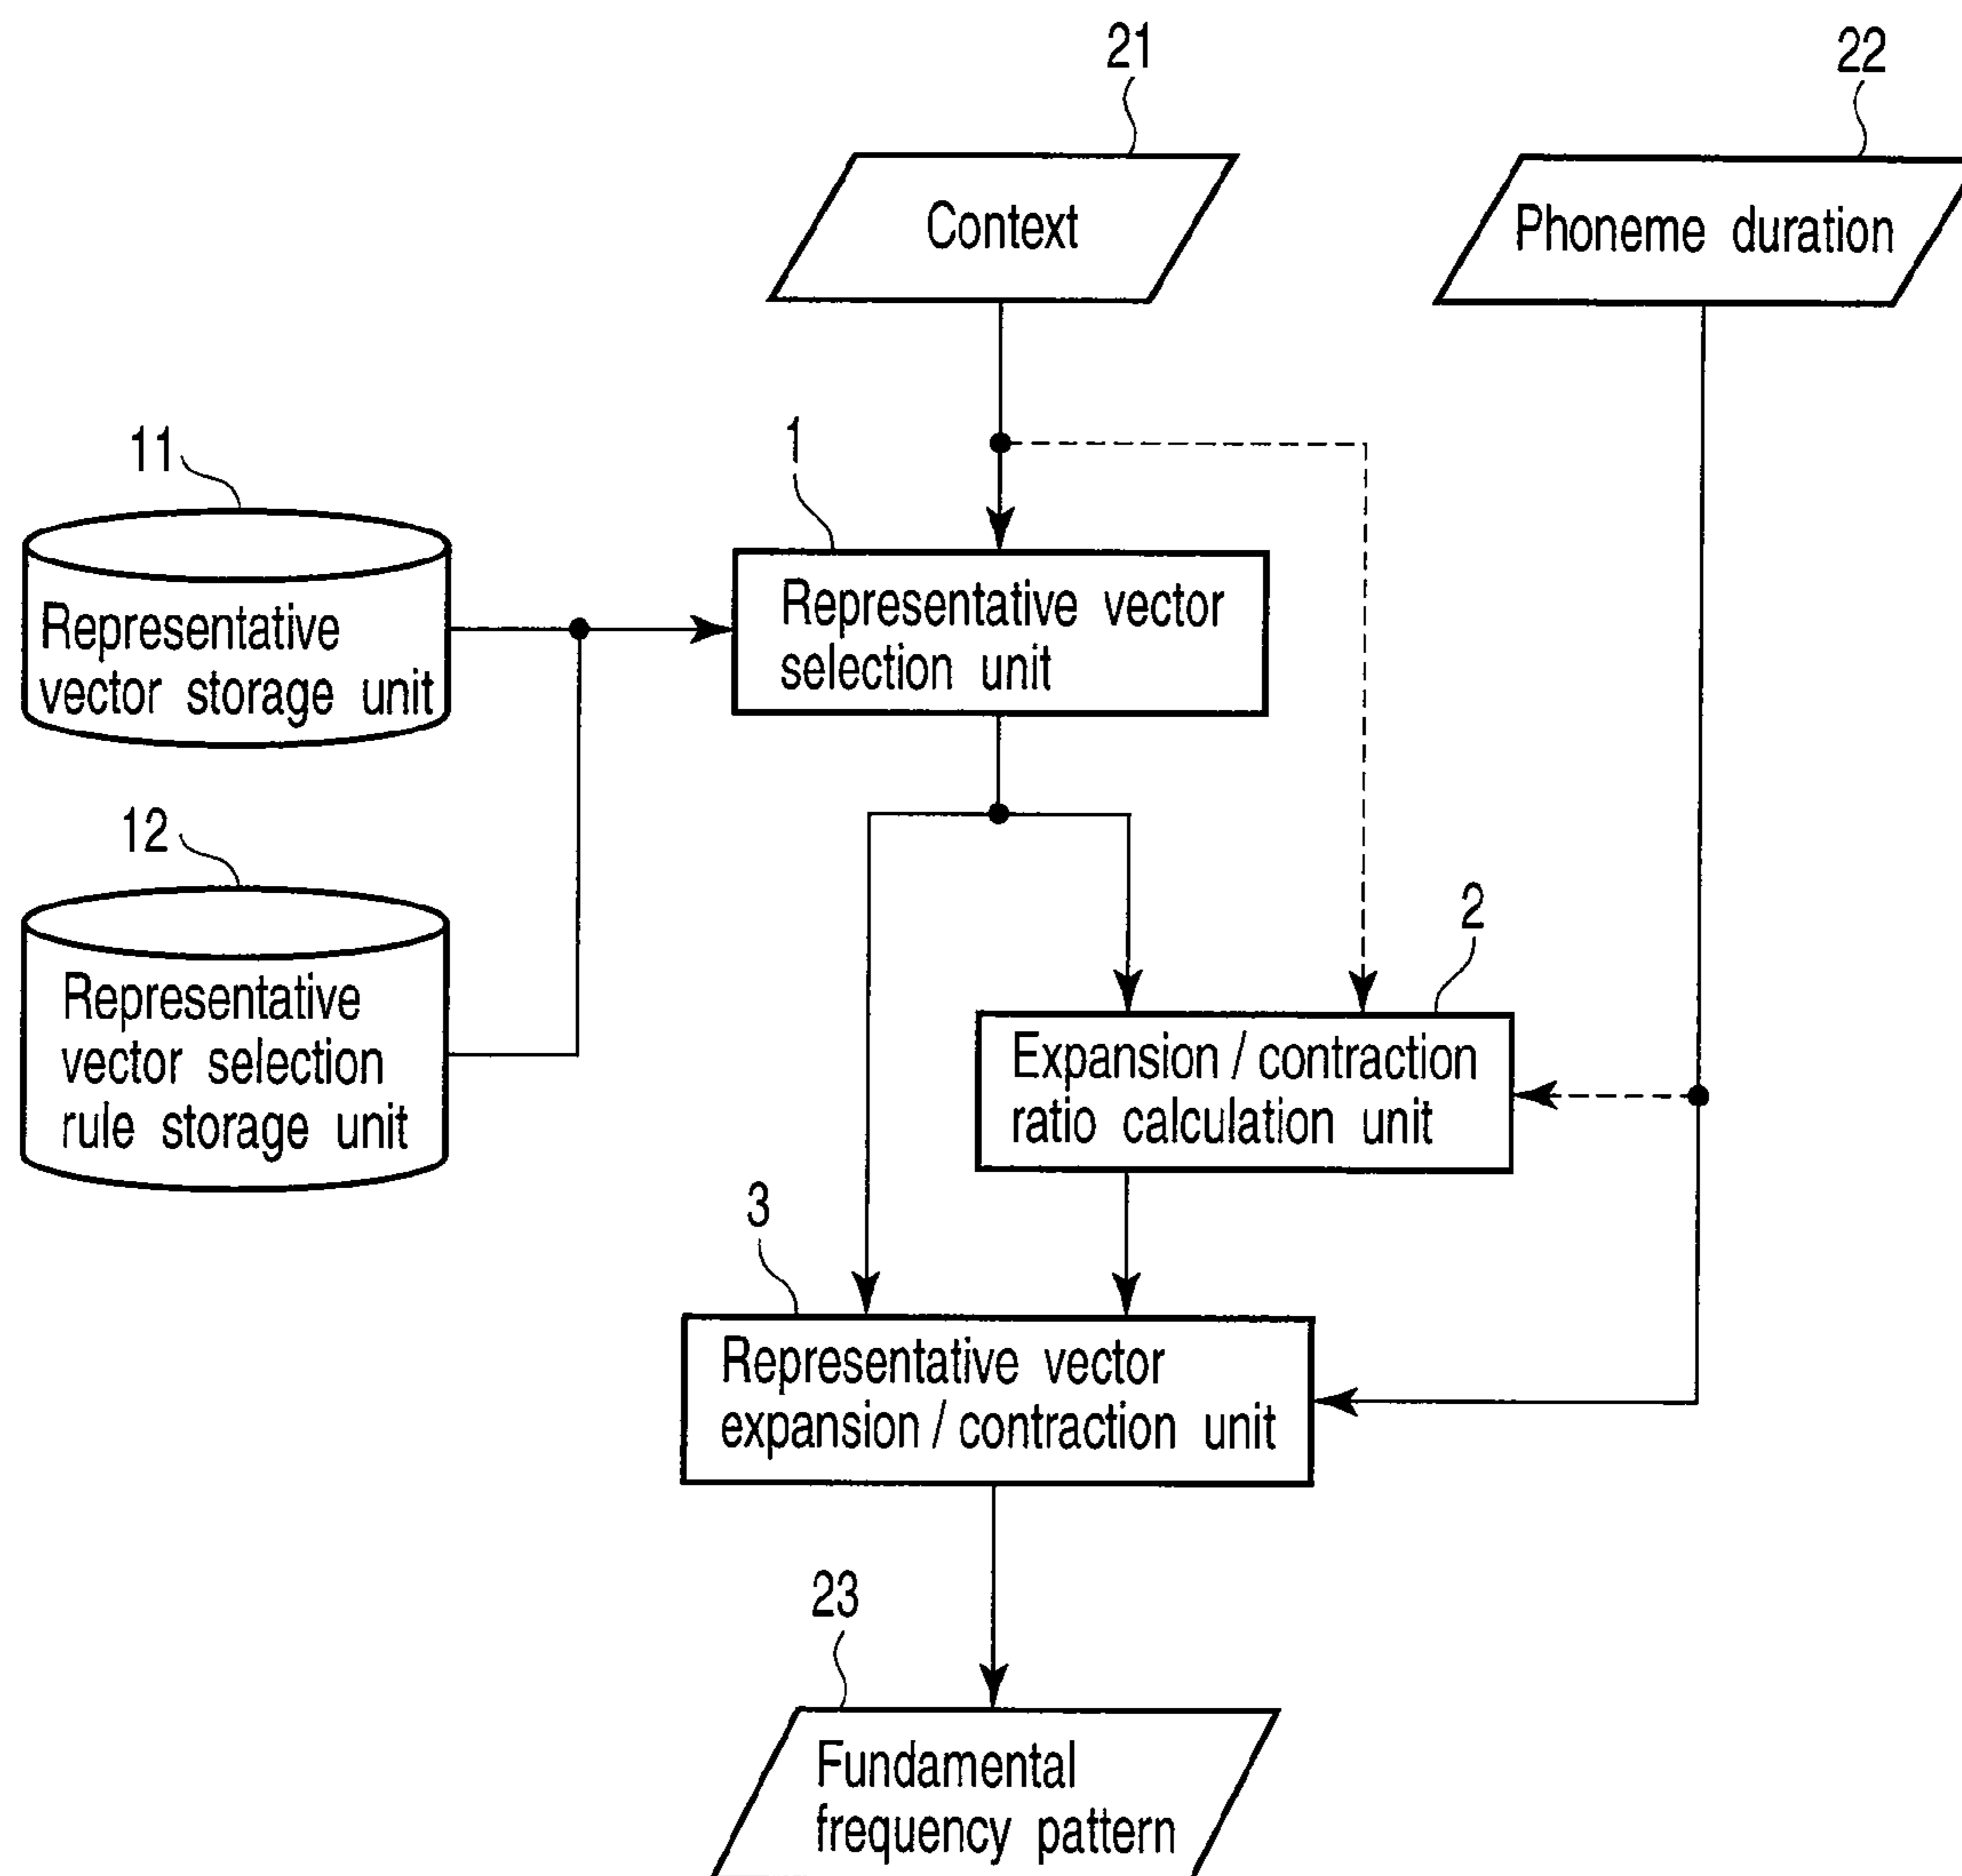 21
22
Context
Phoneme duration
11
1
Representative
vector storage unit
Representative vector
selection unit
12
2
Representative
vector selection
rule storage unit
Expansion / contraction
ratio calculation unit
3
Representative vector
expansion / contraction unit
23
Fundamental
frequency pattern